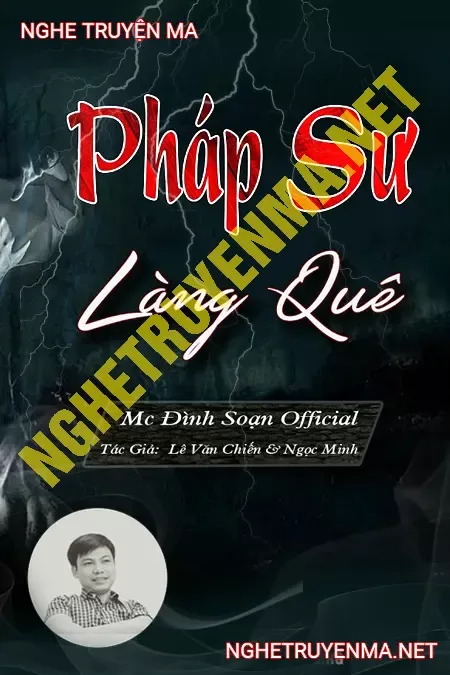 NGHE TRUYỆN MA
Pháp Sư
Làng Quê
NGHETRUYENMA.NET
Mc Đình Soạn Official
Tác Giả: Lê Văn Chiến & Ngọc Minh
NGHETRUYENMA.NET